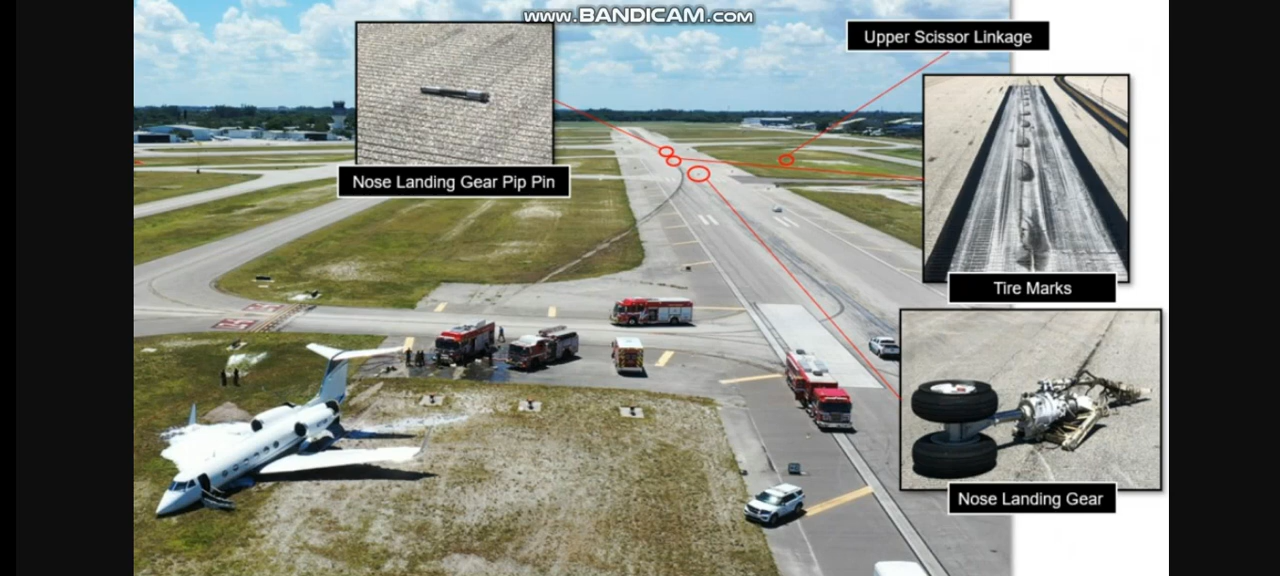 www.BANDICAM.com
Upper Scissor Linkage
Nose Landing Gear Pip Pin
Tire Marks
Nose Landing Gear